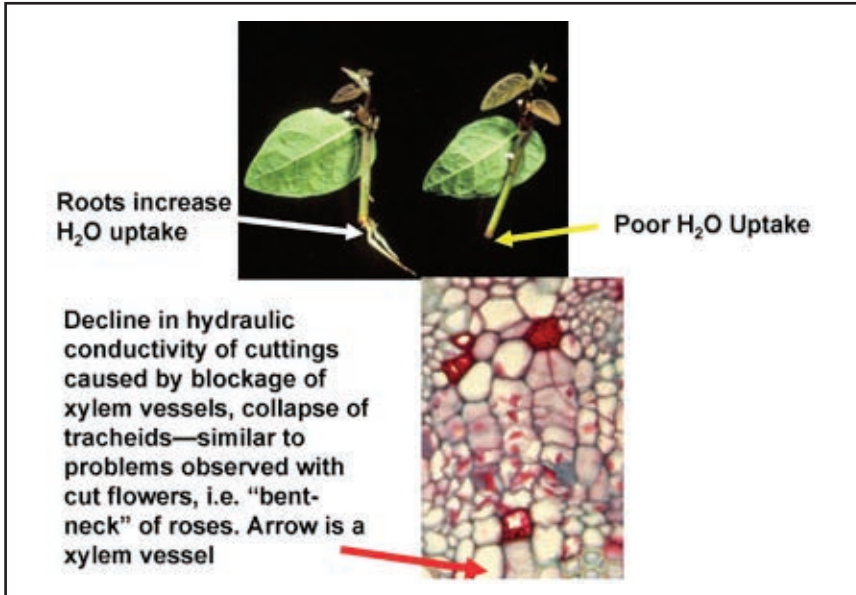 Roots increase
H₂O uptake
Poor H₂O Uptake
Decline in hydraulic
conductivity of cuttings
caused by blockage of
xylem vessels, collapse of
tracheids—similar to
problems observed with
cut flowers, i.e. “bent-
neck” of roses. Arrow is a
xylem vessel